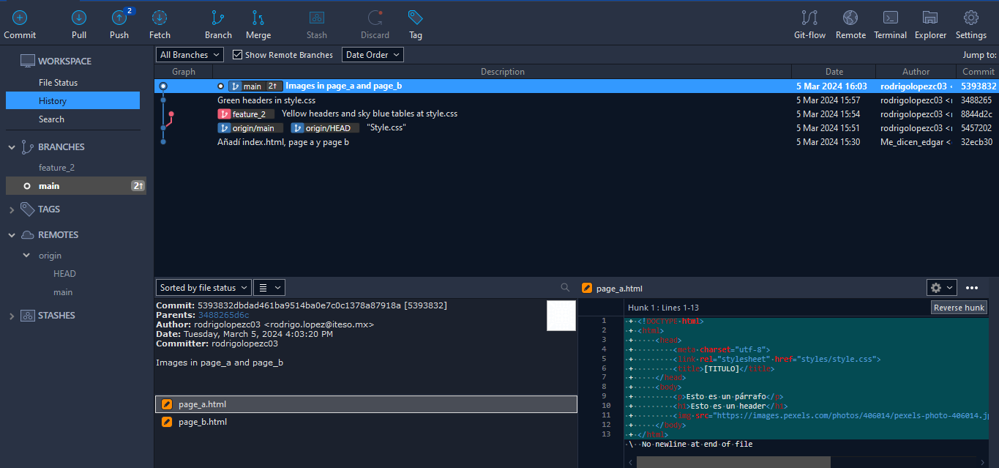 Commit Pull Push 2 Fetch Branch Merge Stash Discard Tag Git-flow Remote Terminal Explorer Settings
WORKSPACE
File Status
History
Search
BRANCHES
feature_2
main 2↑
TAGS
REMOTES
origin
HEAD
main
STASHES
All Branches Show Remote Branches Date Order Jump to:
Graph Description Date Author Commit
main 2↑ Images in page_a and page_b 5 Mar 2024 16:03 rodrigolopezc03 < 5393832
Green headers in style.css 5 Mar 2024 15:57 rodrigolopezc03 < 3488265
feature_2 Yellow headers and sky blue tables at style.css 5 Mar 2024 15:54 rodrigolopezc03 < 8844d2c
origin/main origin/HEAD "Style.css" 5 Mar 2024 15:51 rodrigolopezc03 < 5457202
Añadí index.html, page a y page b 5 Mar 2024 15:30 Me_dicen_edgar < 32ecb30
Sorted by file status
Commit: 5393832dbdad461ba9514ba0e7c0c1378a87918a [5393832]
Parents: 3488265d6c
Author: rodrigolopezc03 <rodrigo.lopez@iteso.mx>
Date: Tuesday, March 5, 2024 4:03:20 PM
Committer: rodrigolopezc03
Images in page_a and page_b
page_a.html
page_b.html
page_a.html
Hunk 1 : Lines 1-13 Reverse hunk
1 + <!DOCTYPE html>
2 + <html>
3 + <head>
4 + <meta charset="utf-8">
5 + <link rel="stylesheet" href="styles/style.css">
6 + <title>[TITULO]</title>
7 + </head>
8 + <body>
9 + <p>Esto es un párrafo</p>
10 + <h1>Esto es un header</h1>
11 + <img src="https://images.pexels.com/photos/406014/pexels-photo-406014.jp
12 + </body>
13 + </html>
\ No newline at end of file